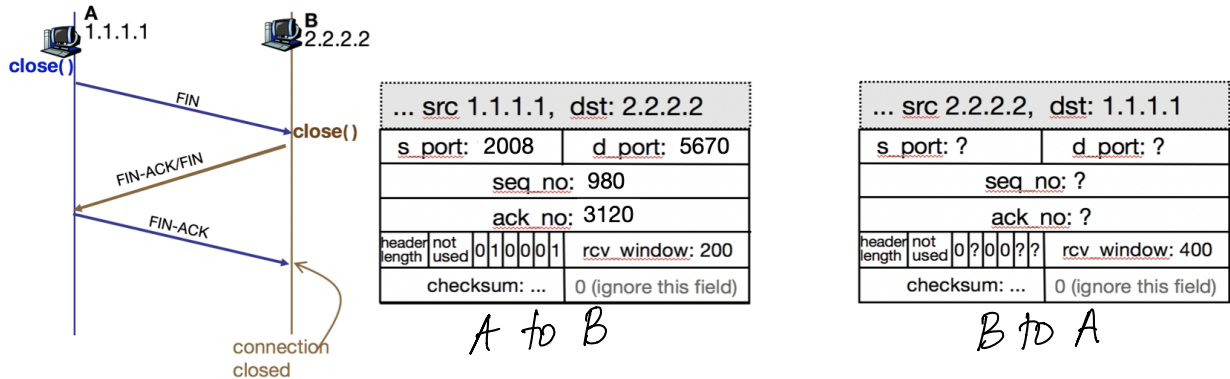 A
1.1.1.1
close()
B
2.2.2.2
FIN
close()
FIN-ACK/FIN
FIN-ACK
connection
closed
... src 1.1.1.1, dst: 2.2.2.2
s_port: 2008 d_port: 5670
seq_no: 980
ack_no: 3120
header length not used 0 1 0 0 0 1 rcv_window: 200
checksum: ... 0 (ignore this field)
A to B
... src 2.2.2.2, dst: 1.1.1.1
s_port: ? d_port: ?
seq_no: ?
ack_no: ?
header length not used 0 ? 0 0 ? ? rcv_window: 400
checksum: ... 0 (ignore this field)
B to A